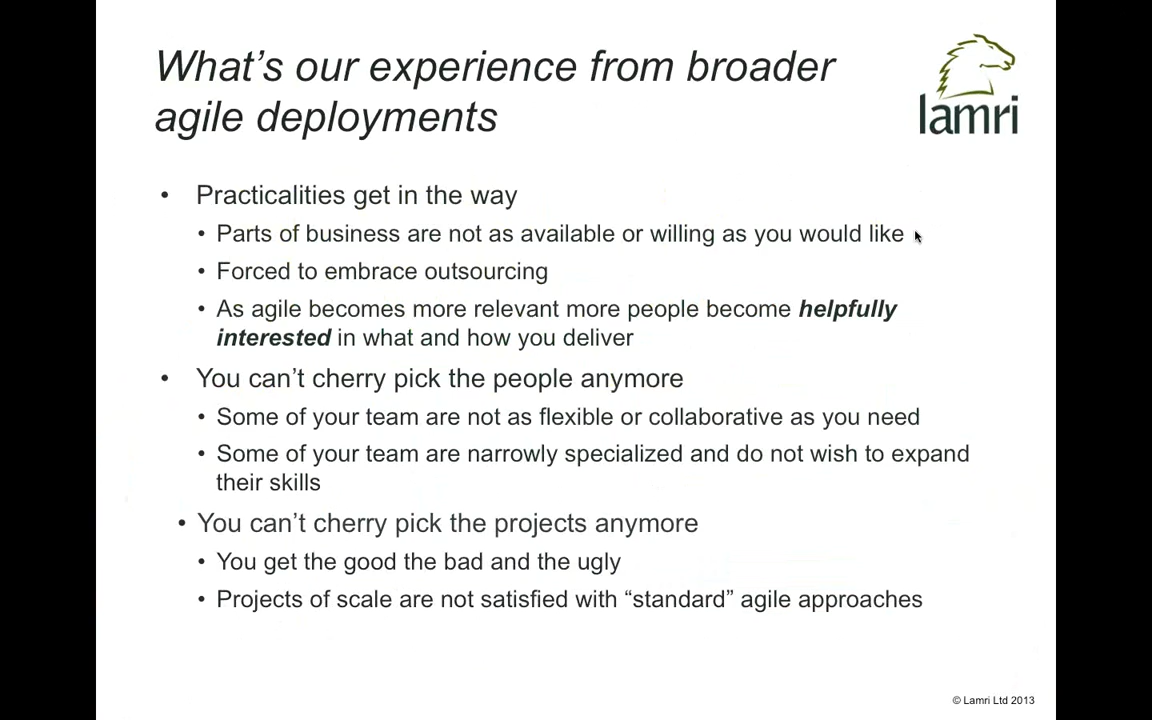 What's our experience from broader
agile deployments
lamri
• Practicalities get in the way
• Parts of business are not as available or willing as you would like
• Forced to embrace outsourcing
• As agile becomes more relevant more people become helpfully
interested in what and how you deliver
• You can't cherry pick the people anymore
• Some of your team are not as flexible or collaborative as you need
• Some of your team are narrowly specialized and do not wish to expand
their skills
• You can't cherry pick the projects anymore
• You get the good the bad and the ugly
• Projects of scale are not satisfied with “standard” agile approaches
© Lamri Ltd 2013